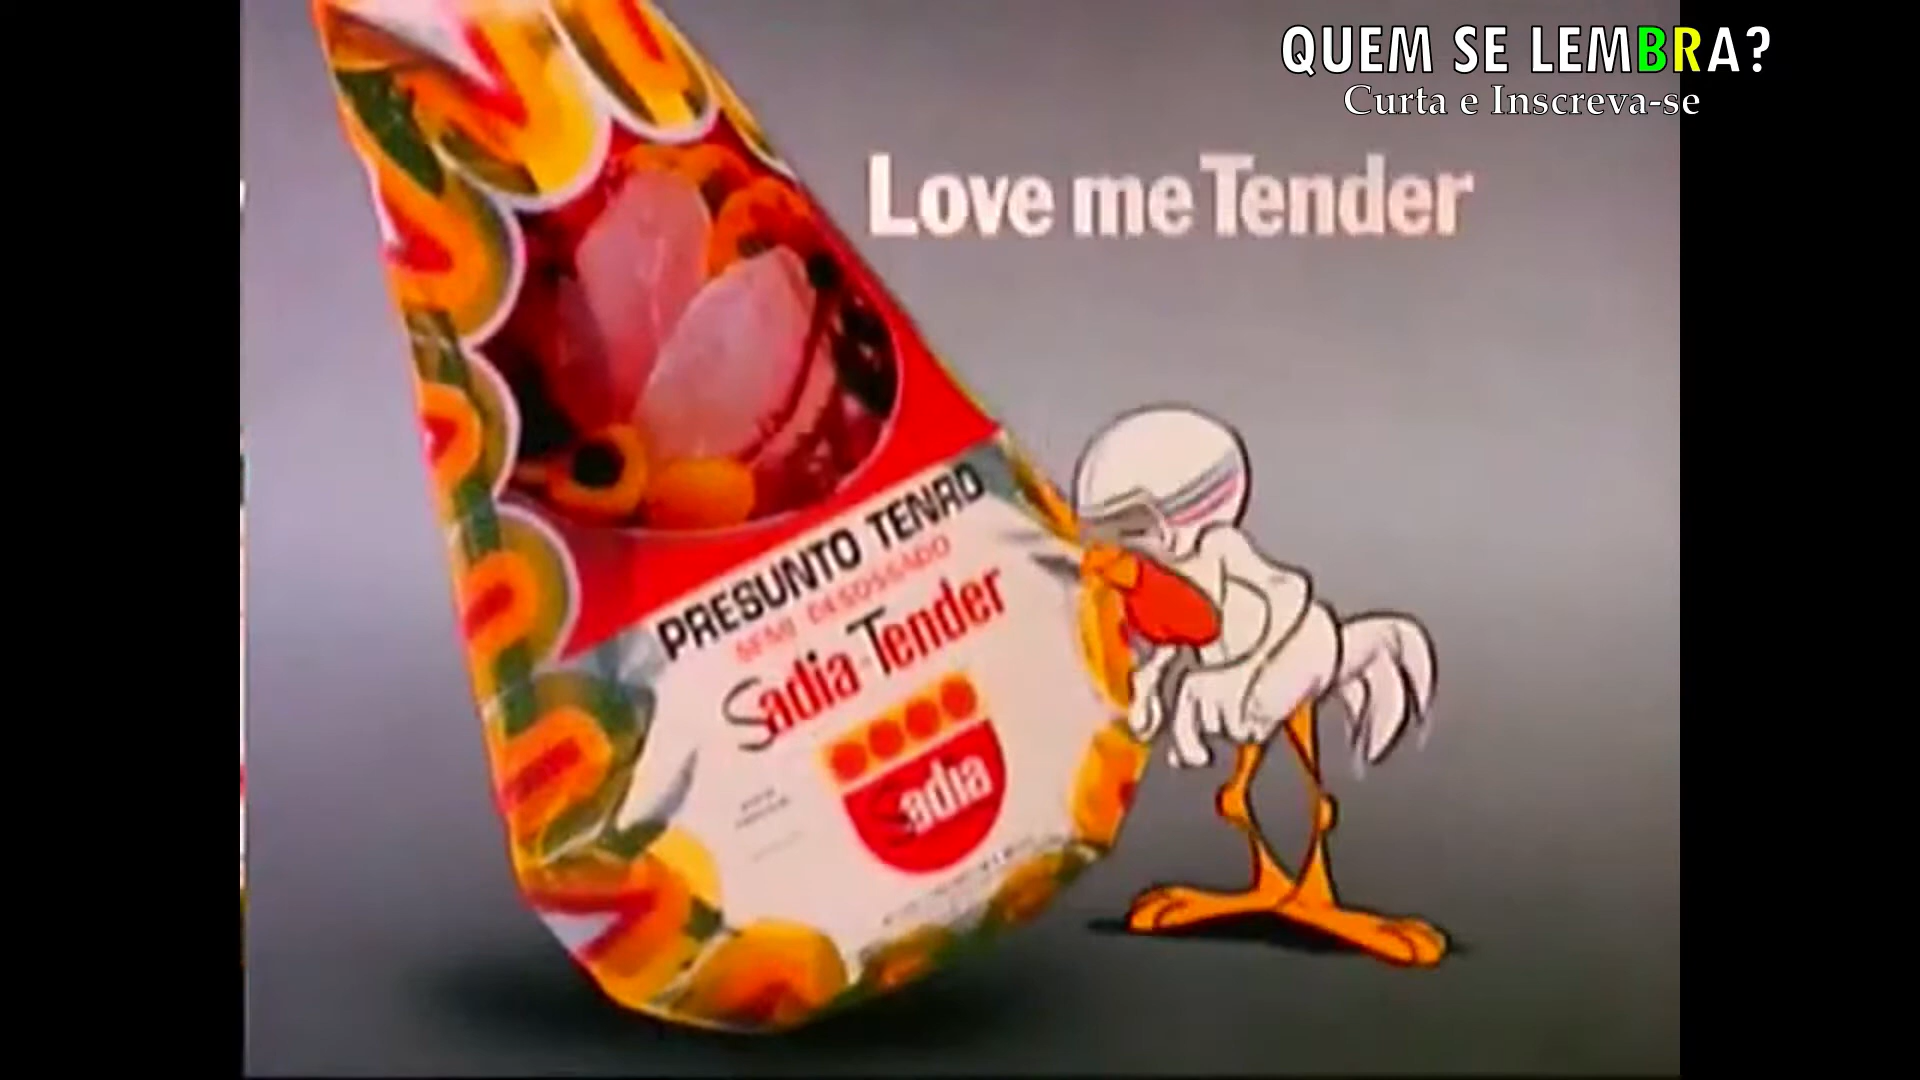 QUEM SE LEMBRA?
Curta e Inscreva-se
Love me Tender
PRESUNTO TENRO
SEMI DESOSSADO
Sadia-Tender
Sadia